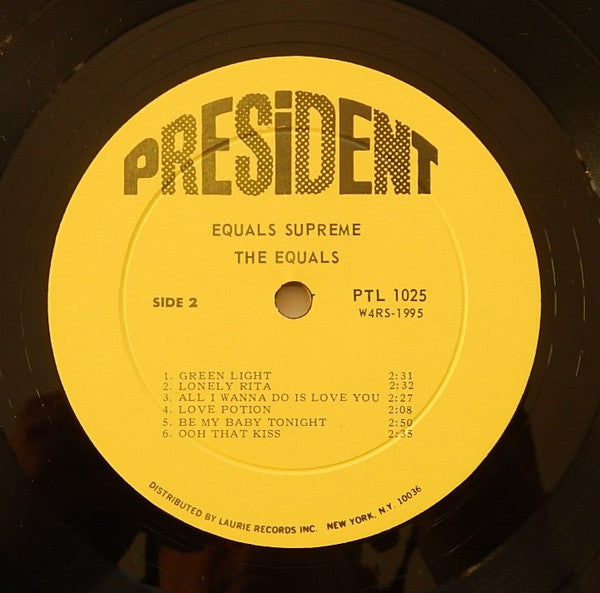 PRESiDENT
EQUALS SUPREME
THE EQUALS
SIDE 2
PTL 1025
W4RS-1995
1. GREEN LIGHT 2:31
2. LONELY RITA 2:32
3. ALL I WANNA DO IS LOVE YOU 2:27
4. LOVE POTION 2:08
5. BE MY BABY TONIGHT 2:50
6. OOH THAT KISS 2:35
DISTRIBUTED BY LAURIE RECORDS INC. NEW YORK, N.Y. 10036